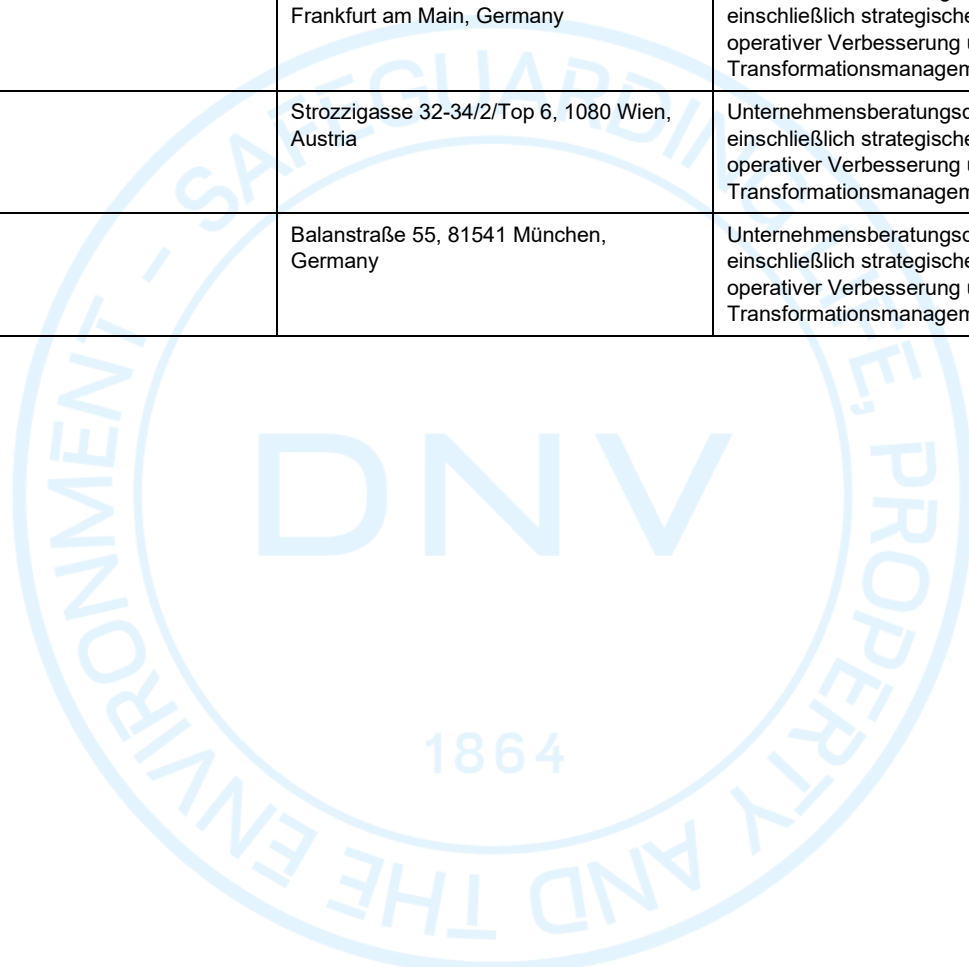 Frankfurt am Main, Germany
einschließlich strategische
operativer Verbesserung
Transformationsmanagem
Strozzigasse 32-34/2/Top 6, 1080 Wien,
Austria
Unternehmensberatungsd
einschließlich strategische
operativer Verbesserung
Transformationsmanagem
Balanstraße 55, 81541 München,
Germany
Unternehmensberatungsd
einschließlich strategische
operativer Verbesserung
Transformationsmanagem
SAFEGUARDING LIFE, PROPERTY AND THE ENVIRONMENT -
DNV
1864